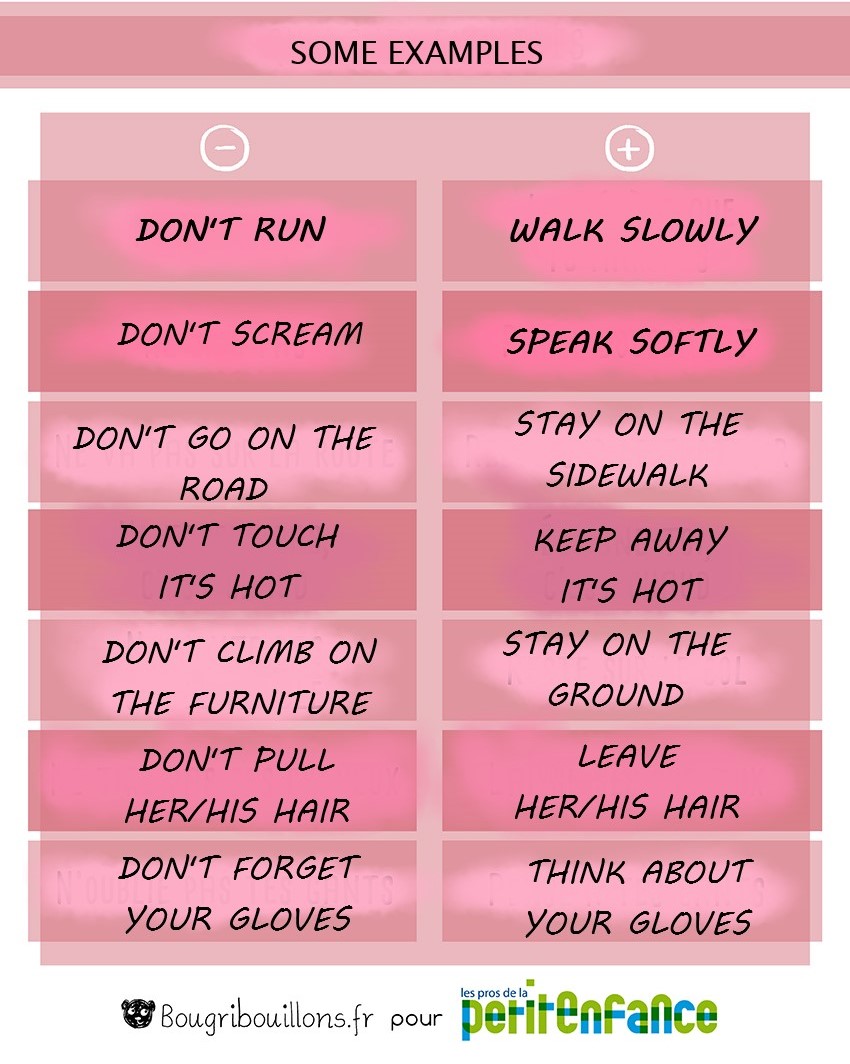 SOME EXAMPLES
− +
DON'T RUN
WALK SLOWLY
DON'T SCREAM
SPEAK SOFTLY
DON'T GO ON THE
ROAD
STAY ON THE
SIDEWALK
DON'T TOUCH
IT'S HOT
KEEP AWAY
IT'S HOT
DON'T CLIMB ON
THE FURNITURE
STAY ON THE
GROUND
DON'T PULL
HER/HIS HAIR
LEAVE
HER/HIS HAIR
DON'T FORGET
YOUR GLOVES
THINK ABOUT
YOUR GLOVES
Bougribouillons.fr pour
les pros de la
petitenfance